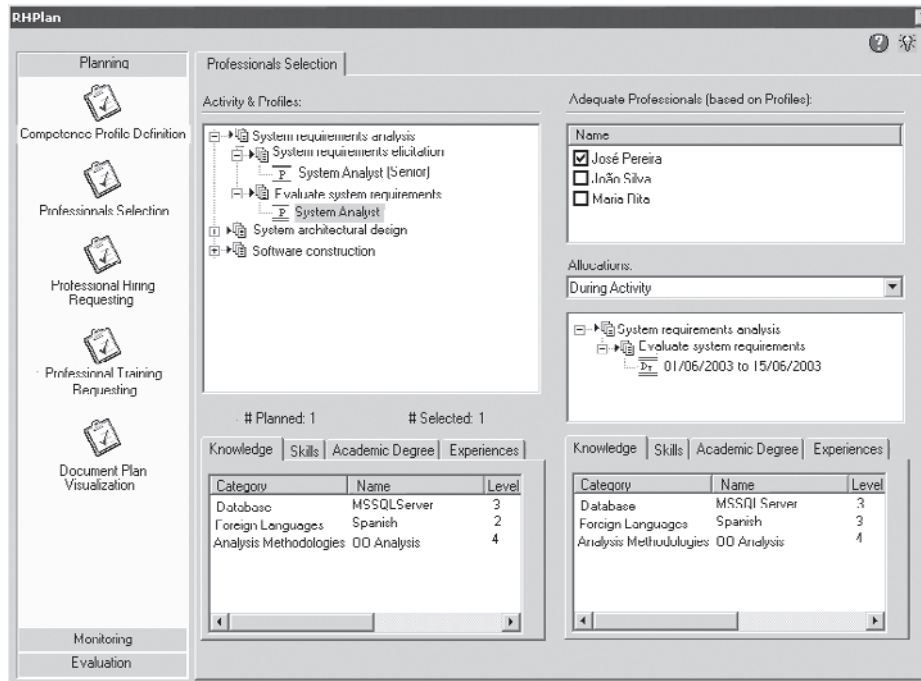 RHPlan
Planning
Competence Profile Definition
Professionals Selection
Professional Hiring
Requesting
Professional Training
Requesting
Document Plan
Visualization
Monitoring
Evaluation
Professionals Selection
Activity & Profiles:
System requirements analysis
System requirements elicitation
P System Analyst (Senior)
Evaluate system requirements
P System Analyst
System architectural design
Software construction
# Planned: 1 # Selected: 1
Knowledge Skills Academic Degree Experiences
Category Name Level
Database MSSQLServer 3
Foreign Languages Spanish 2
Analysis Methodologies OO Analysis 4
Adequate Professionals (based on Profiles):
Name
José Pereira
João Silva
Maria Rita
Allocations:
During Activity
System requirements analysis
Evaluate system requirements
DT 01/06/2003 to 15/06/2003
Knowledge Skills Academic Degree Experiences
Category Name Level
Database MSSQLServer 3
Foreign Languages Spanish 3
Analysis Methodologies OO Analysis 4